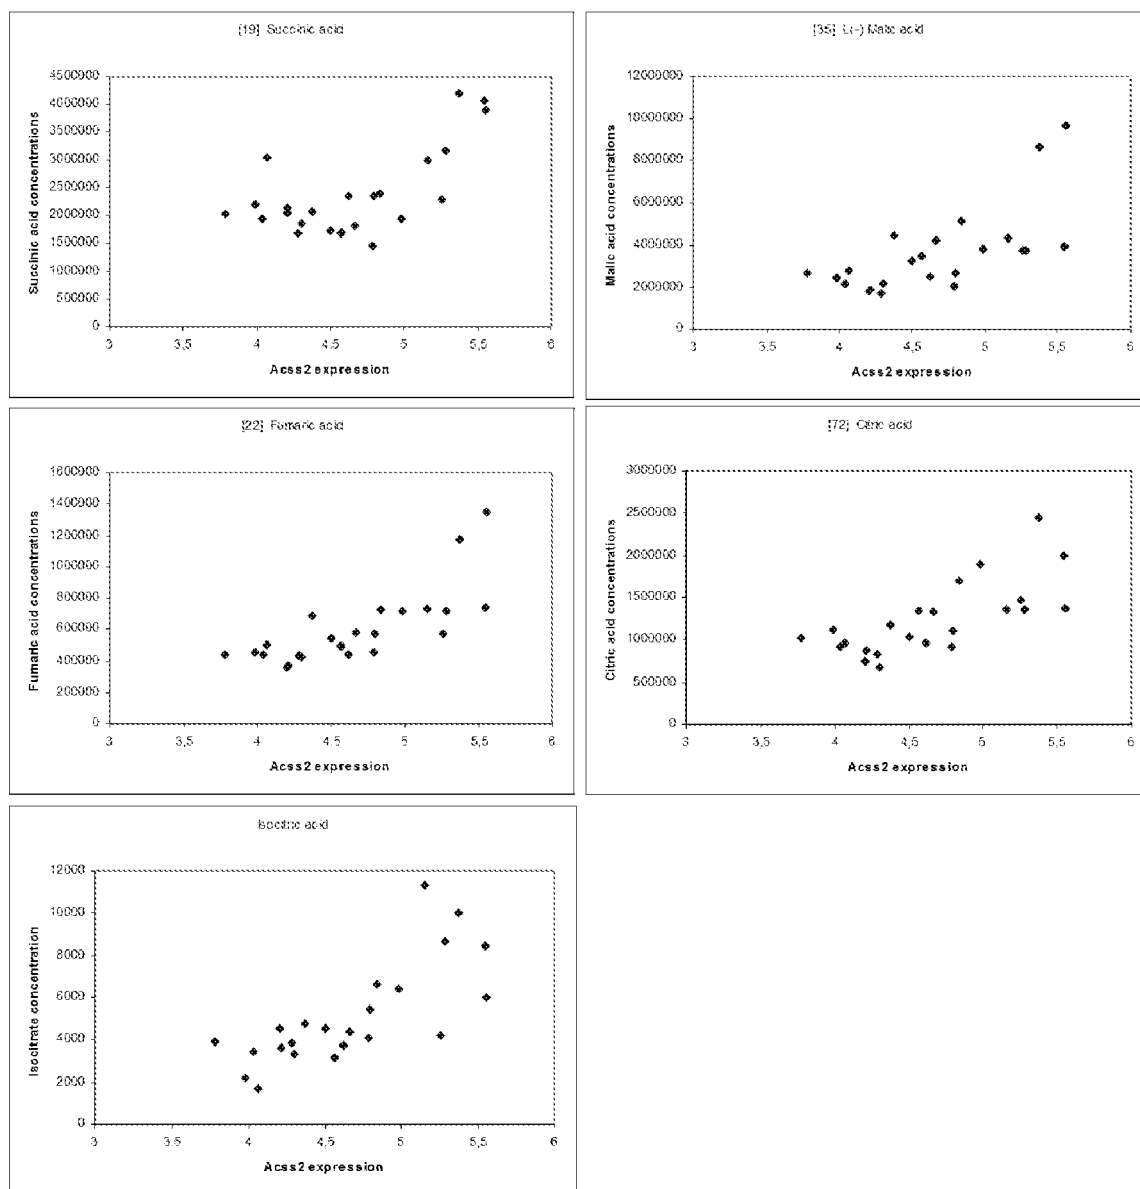 [19] Succinic acid
4500000
4000000
3500000
3000000
2500000
2000000
1500000
1000000
500000
0
3 3,5 4 4,5 5 5,5 6
Succinic acid concentrations
Acss2 expression
[35] L(-) Malic acid
12000000
10000000
8000000
6000000
4000000
2000000
0
3 3,5 4 4,5 5 5,5 6
Malic acid concentrations
Acss2 expression
[22] Fumaric acid
1600000
1400000
1200000
1000000
800000
600000
400000
200000
0
3 3,5 4 4,5 5 5,5 6
Fumaric acid concentrations
Acss2 expression
[72] Citric acid
3000000
2500000
2000000
1500000
1000000
500000
0
3 3,5 4 4,5 5 5,5 6
Citric acid concentrations
Acss2 expression
Isocitric acid
12000
10000
8000
6000
4000
2000
0
3 3,5 4 4,5 5 5,5 6
Isocitrate concentration
Acss2 expression